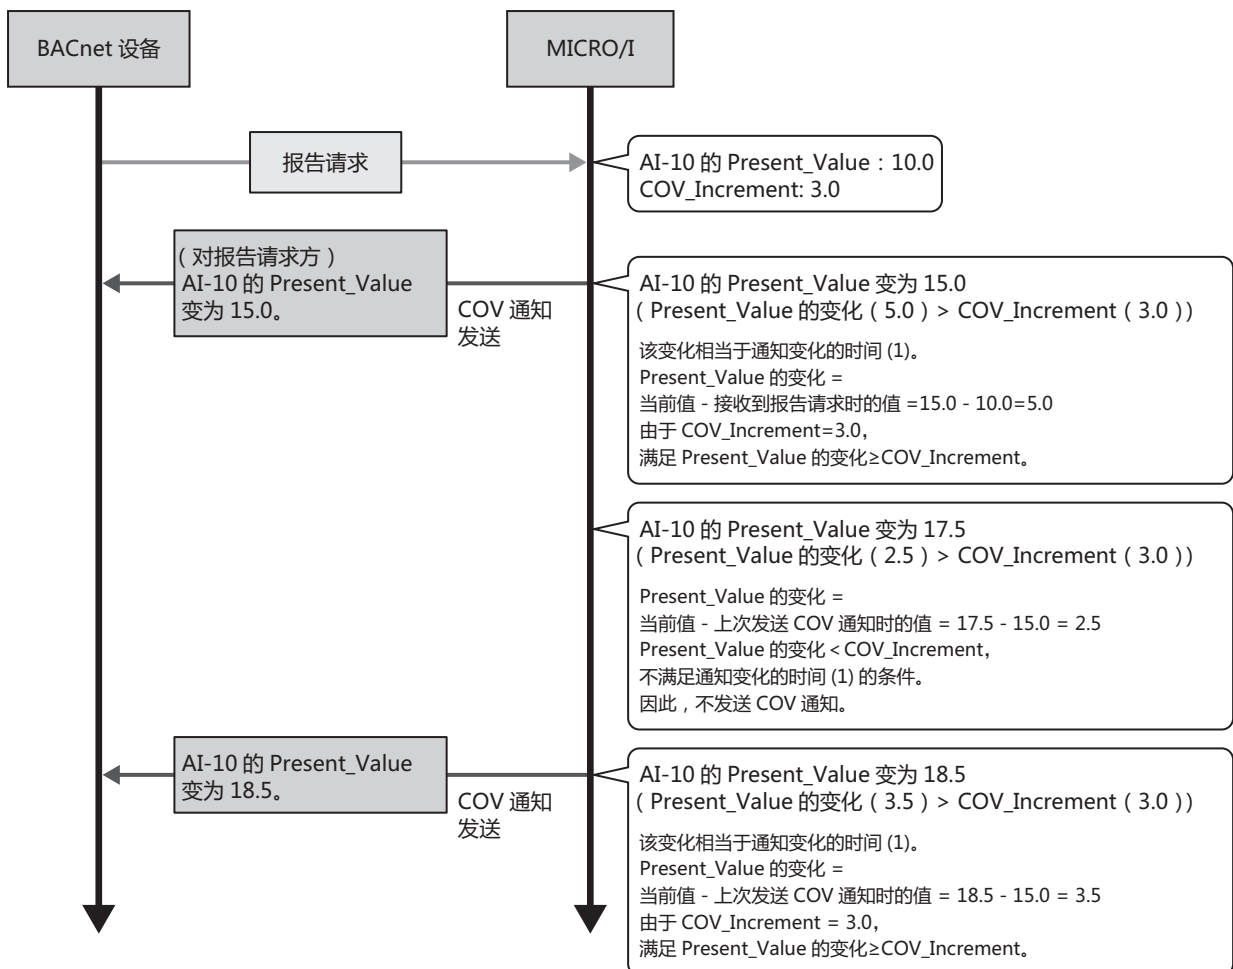 BACnet 设备
MICRO/I
报告请求
AI-10 的 Present_Value：10.0
COV_Increment: 3.0
（对报告请求方）
AI-10 的 Present_Value
变为 15.0。
COV 通知
发送
AI-10 的 Present_Value 变为 15.0
（Present_Value 的变化（5.0）> COV_Increment（3.0））
该变化相当于通知变化的时间 (1)。
Present_Value 的变化 =
当前值 - 接收到报告请求时的值 =15.0 - 10.0=5.0
由于 COV_Increment=3.0，
满足 Present_Value 的变化≥COV_Increment。
AI-10 的 Present_Value 变为 17.5
（Present_Value 的变化（2.5）> COV_Increment（3.0））
Present_Value 的变化 =
当前值 - 上次发送 COV 通知时的值 = 17.5 - 15.0 = 2.5
Present_Value 的变化 < COV_Increment，
不满足通知变化的时间 (1) 的条件。
因此，不发送 COV 通知。
AI-10 的 Present_Value
变为 18.5。
COV 通知
发送
AI-10 的 Present_Value 变为 18.5
（Present_Value 的变化（3.5）> COV_Increment（3.0））
该变化相当于通知变化的时间 (1)。
Present_Value 的变化 =
当前值 - 上次发送 COV 通知时的值 = 18.5 - 15.0 = 3.5
由于 COV_Increment = 3.0，
满足 Present_Value 的变化≥COV_Increment。